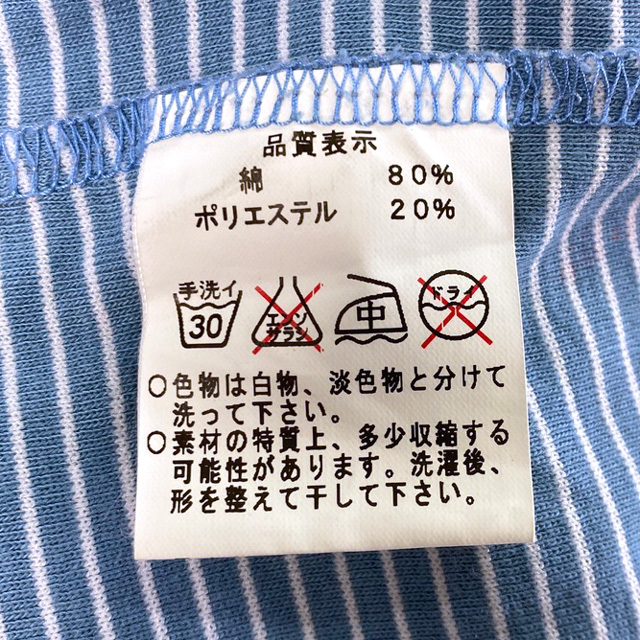 品質表示
綿 80%
ポリエステル 20%
手洗イ 30 エンソサラシ 中 ドライ
○色物は白物、淡色物と分けて
洗って下さい。
○素材の特質上、多少収縮する
可能性があります。洗濯後、
形を整えて干して下さい。